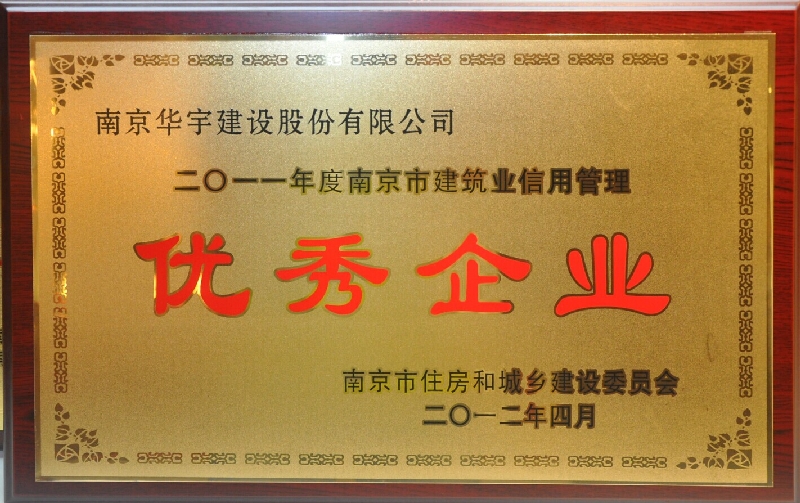 南京华宇建设股份有限公司
二〇一一年度南京市建筑业信用管理
优秀企业
南京市住房和城乡建设委员会
二〇一二年四月